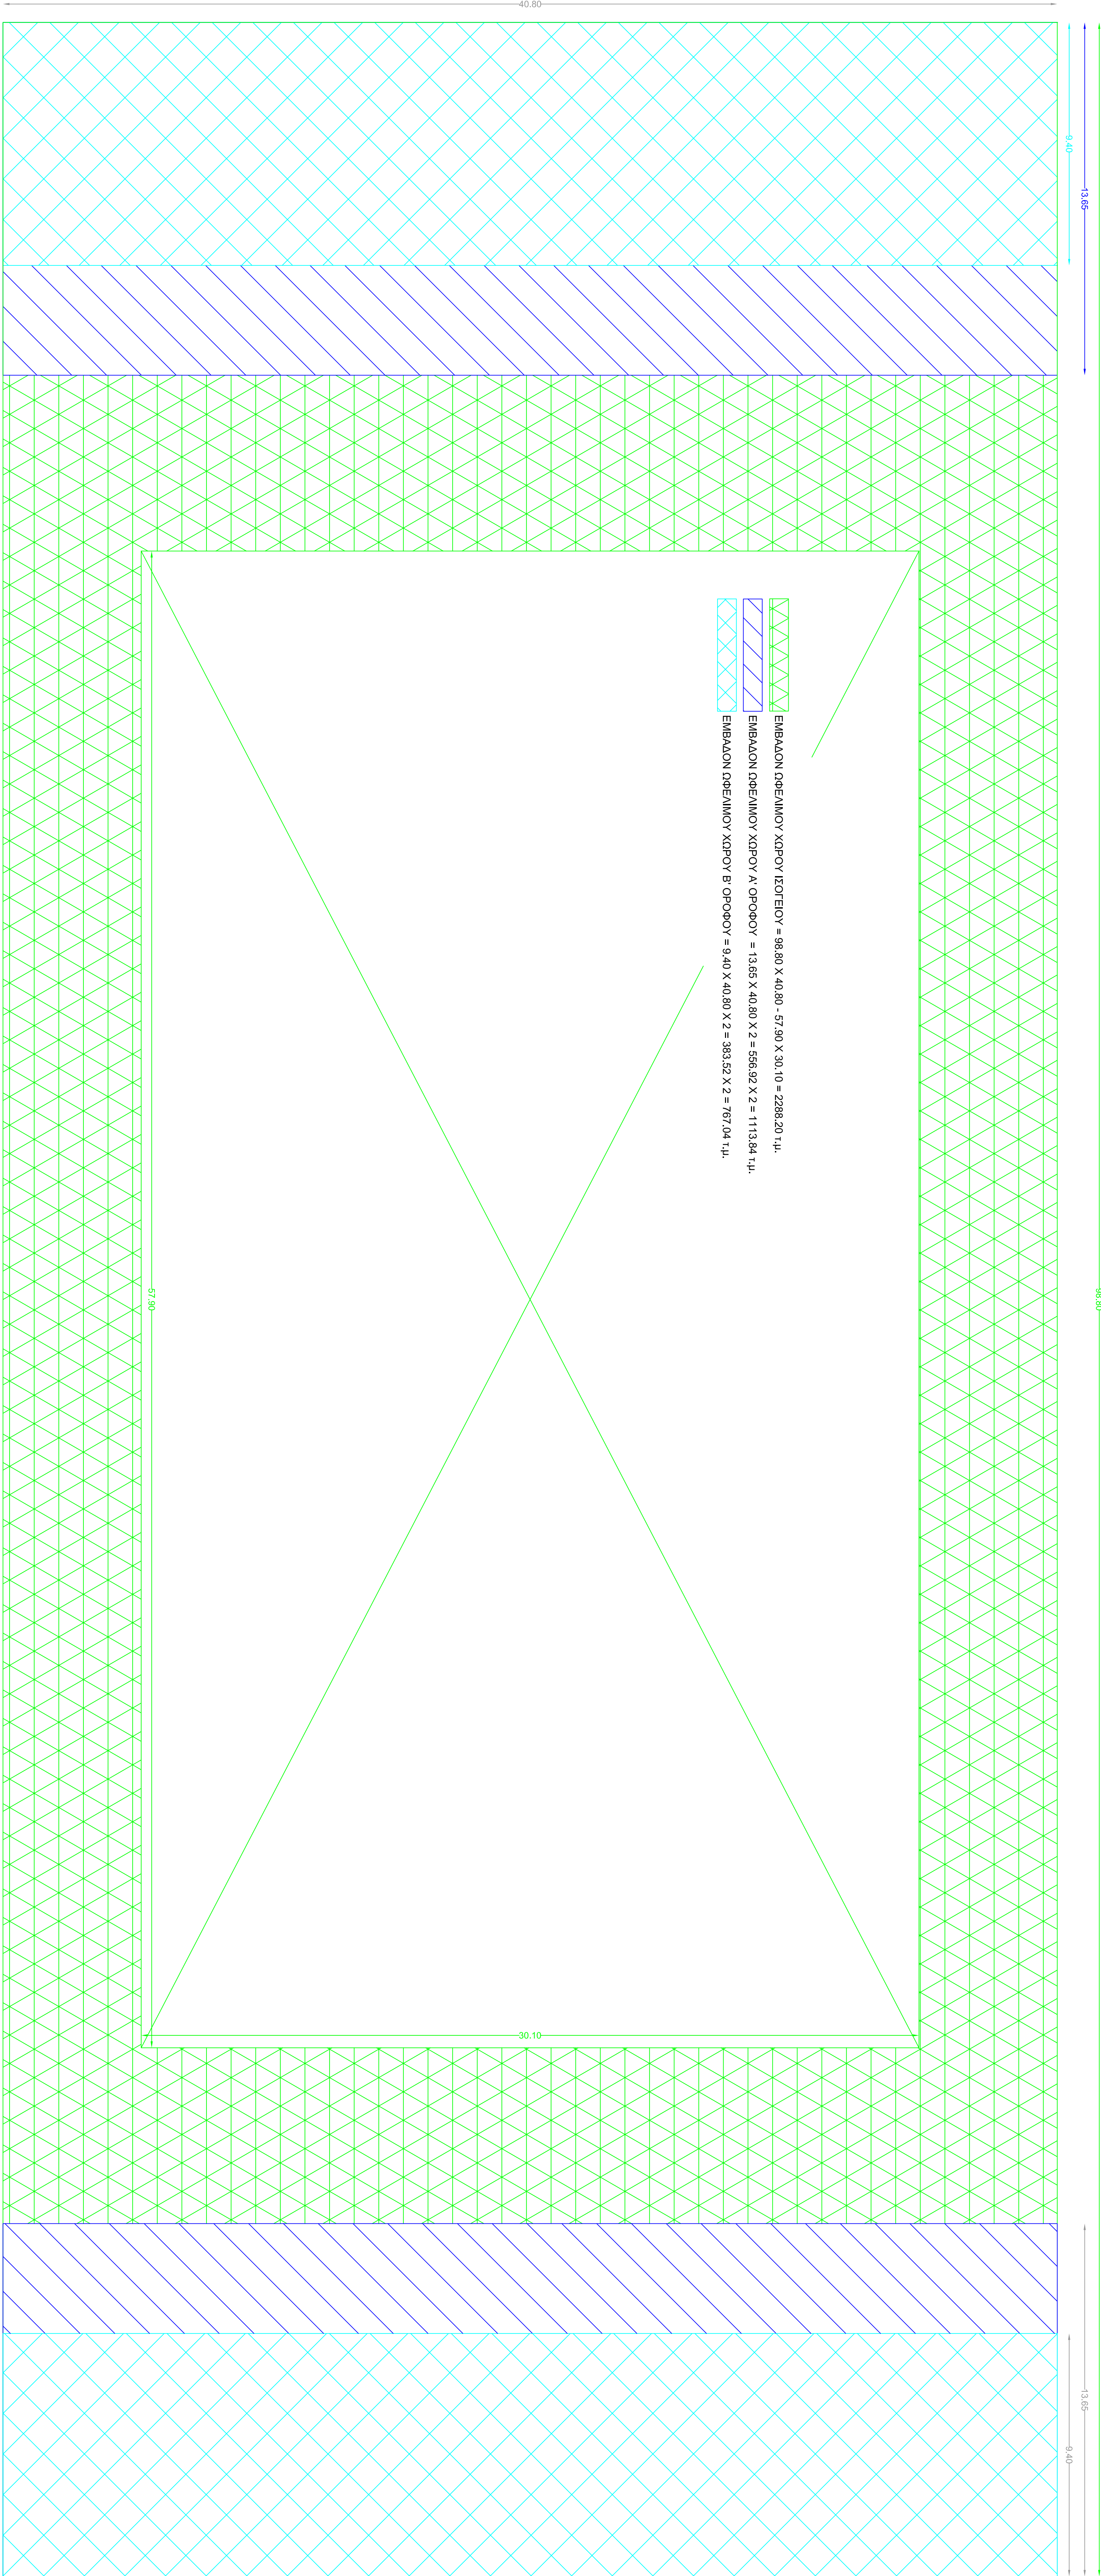 40.80
9.40
13.65
98.80
ΕΜΒΑΔΟΝ ΩΦΕΛΙΜΟΥ ΧΩΡΟΥ ΙΣΟΓΕΙΟΥ = 98.80 Χ 40.80 - 57.90 Χ 30.10 = 2288.20 τ.μ.
ΕΜΒΑΔΟΝ ΩΦΕΛΙΜΟΥ ΧΩΡΟΥ Α' ΟΡΟΦΟΥ = 13.65 Χ 40.80 Χ 2 = 556.92 Χ 2 = 1113.84 τ.μ.
ΕΜΒΑΔΟΝ ΩΦΕΛΙΜΟΥ ΧΩΡΟΥ Β' ΟΡΟΦΟΥ = 9.40 Χ 40.80 Χ 2 = 383.52 Χ 2 = 767.04 τ.μ.
57.90
30.10
13.65
9.40